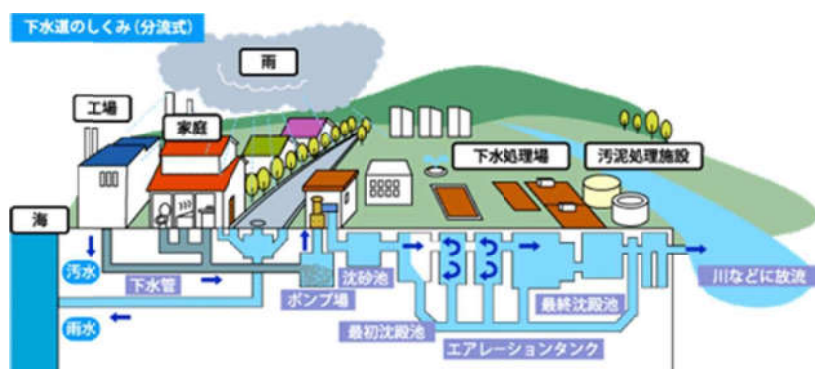 下水道のしくみ(分流式)
雨
工場
家庭
下水処理場
汚泥処理施設
海
汚水
下水管
ポンプ場
沈砂池
雨水
最初沈殿池
エアレーションタンク
最終沈殿池
川などに放流